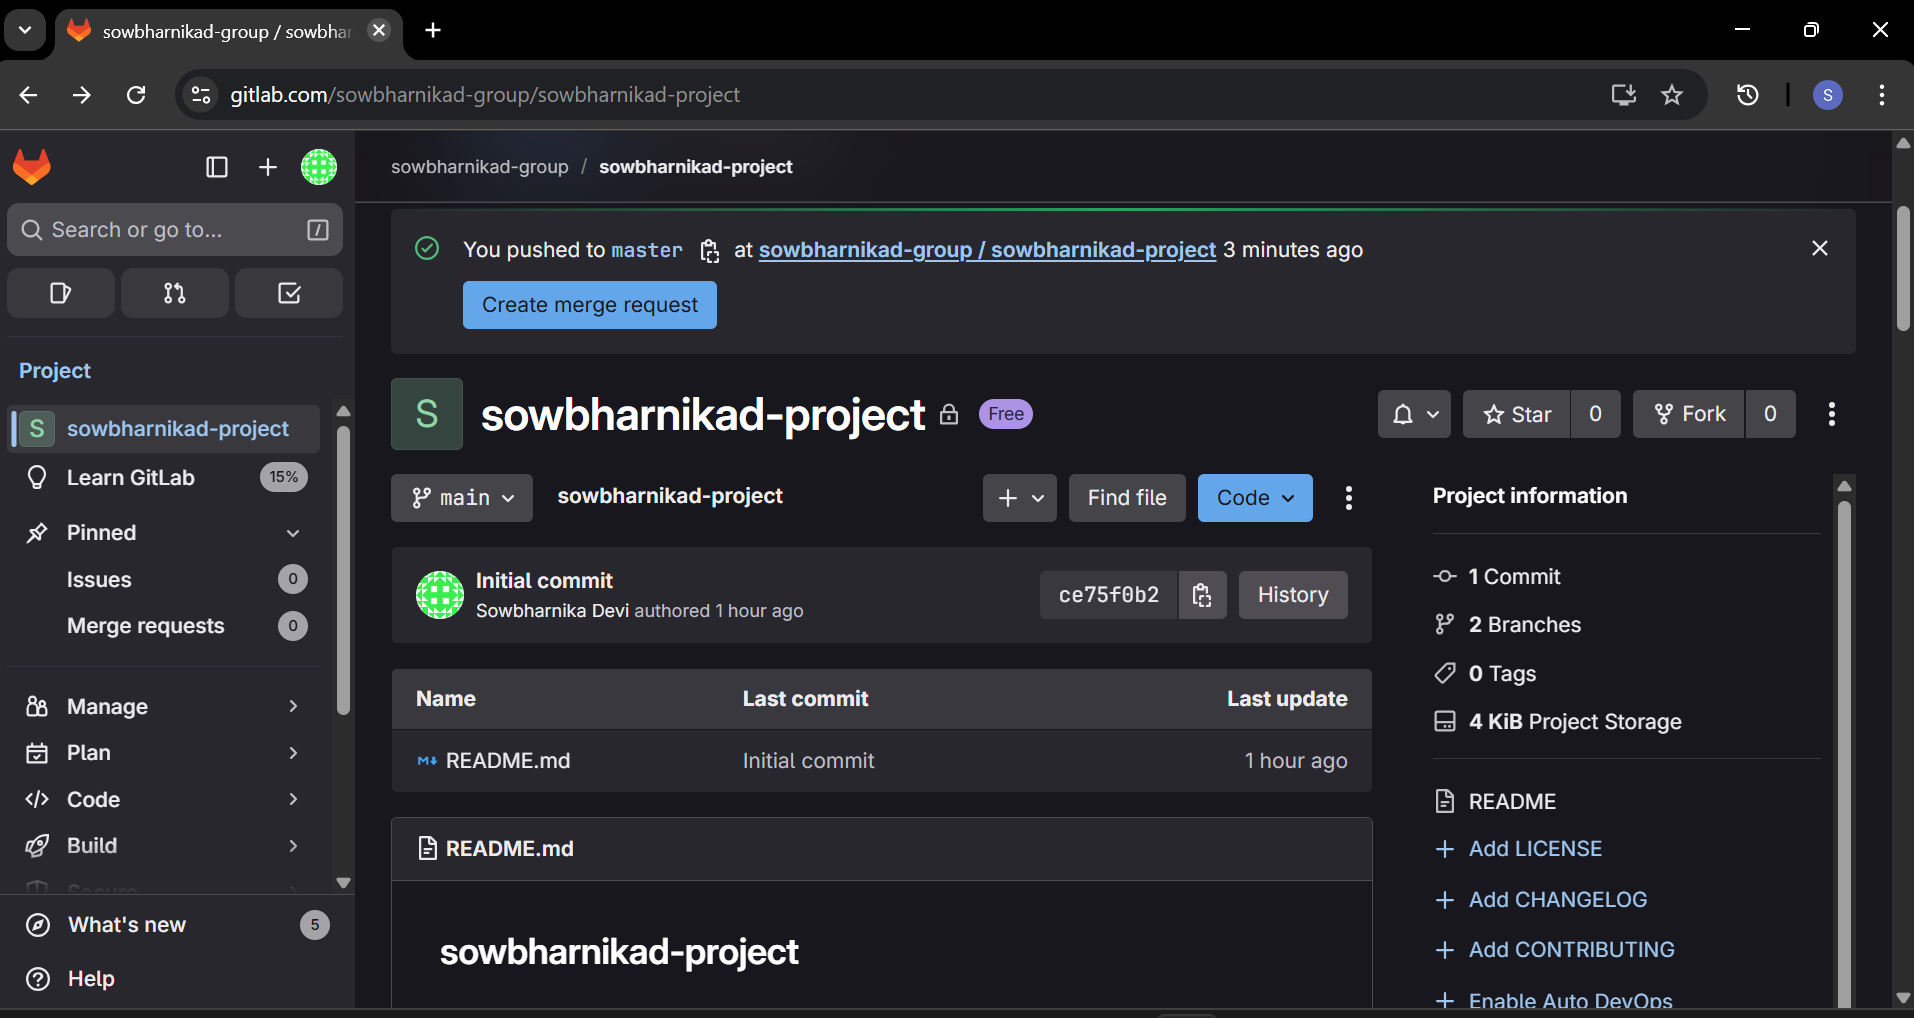 sowbharnikad-group / sowbhar
gitlab.com/sowbharnikad-group/sowbharnikad-project
S
sowbharnikad-group / sowbharnikad-project
Search or go to...
/
You pushed to master at sowbharnikad-group / sowbharnikad-project 3 minutes ago
Create merge request
Project
S sowbharnikad-project
Learn GitLab 15%
Pinned
Issues 0
Merge requests 0
Manage
Plan
Code
Build
Secure
What's new 5
Help
S
sowbharnikad-project Free
Star 0
Fork 0
main
sowbharnikad-project
Find file
Code
Initial commit
Sowbharnika Devi authored 1 hour ago
ce75f0b2
History
Name Last commit Last update
README.md Initial commit 1 hour ago
README.md
sowbharnikad-project
Project information
1 Commit
2 Branches
0 Tags
4 KiB Project Storage
README
Add LICENSE
Add CHANGELOG
Add CONTRIBUTING
Enable Auto DevOps